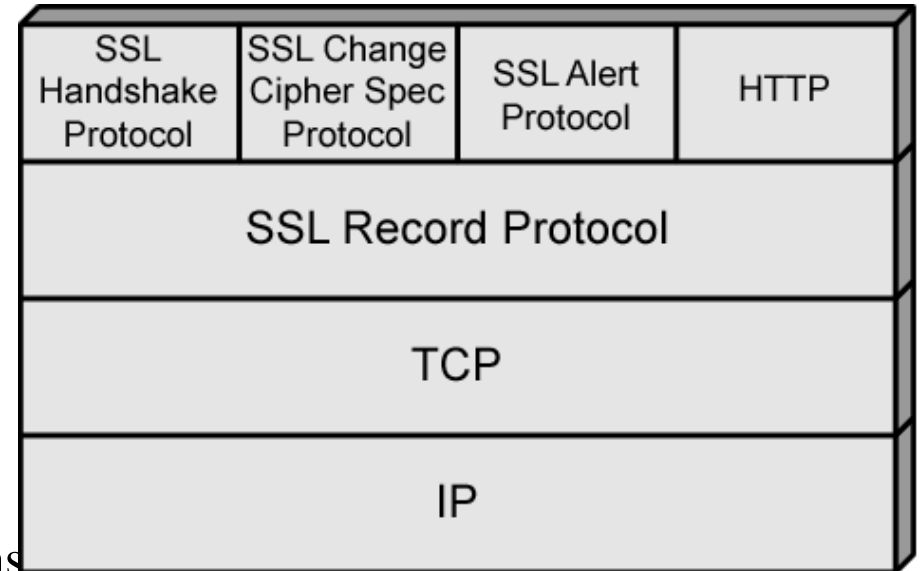 SSL
Handshake
Protocol
SSL Change
Cipher Spec
Protocol
SSL Alert
Protocol
HTTP
SSL Record Protocol
TCP
IP